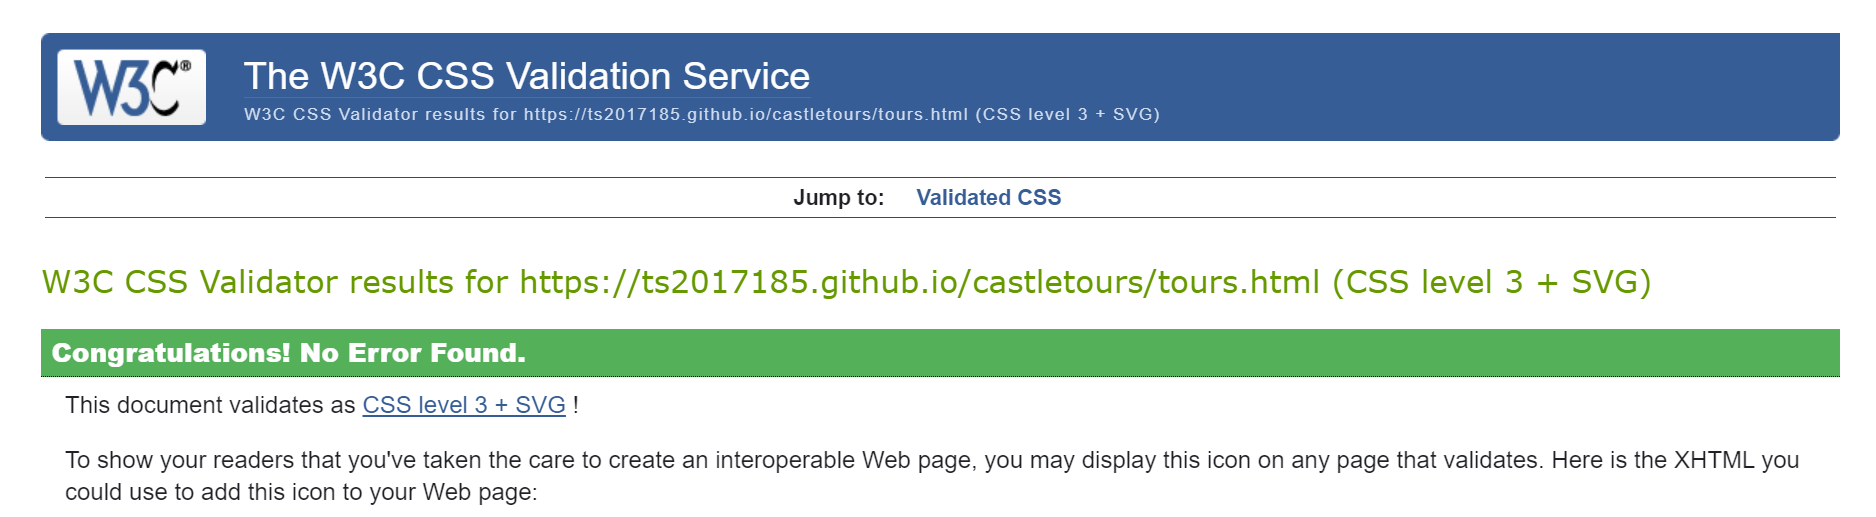 W3C®
The W3C CSS Validation Service
W3C CSS Validator results for https://ts2017185.github.io/castletours/tours.html (CSS level 3 + SVG)
Jump to: Validated CSS
W3C CSS Validator results for https://ts2017185.github.io/castletours/tours.html (CSS level 3 + SVG)
Congratulations! No Error Found.
This document validates as CSS level 3 + SVG !
To show your readers that you've taken the care to create an interoperable Web page, you may display this icon on any page that validates. Here is the XHTML you
could use to add this icon to your Web page: